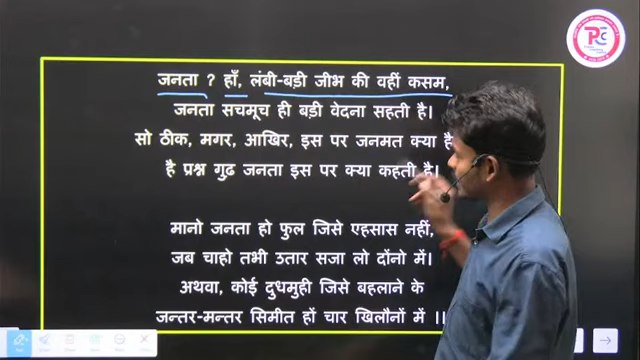 जनता ? हाँ, लंबी-बड़ी जीभ की वहीं कसम,
जनता सचमूच ही बड़ी वेदना सहती है।
सो ठीक, मगर, आखिर, इस पर जनमत क्या है
है प्रश्न गुढ जनता इस पर क्या कहती है।
मानो जनता हो फुल जिसे एहसास नहीं,
जब चाहो तभी उतार सजा लो दोंनो में।
अथवा, कोई दुधमुही जिसे बहलाने के
जन्तर-मन्तर सिमीत हों चार खिलौनों में ।।